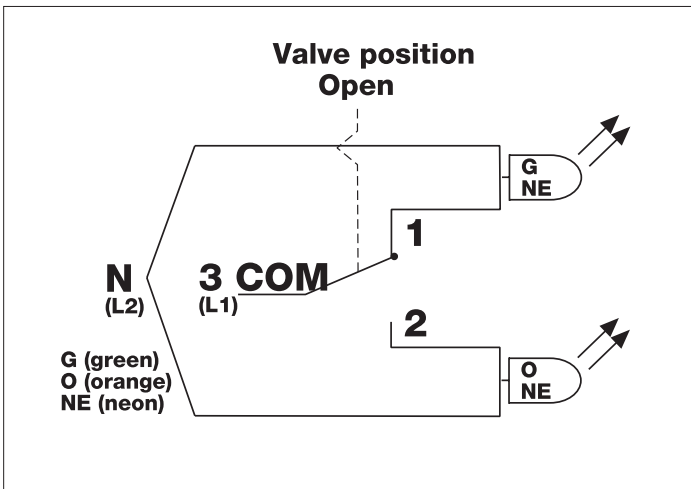 Valve position
Open
G
NE
1
N
(L2)
3 COM
(L1)
2
G (green)
O (orange)
NE (neon)
O
NE